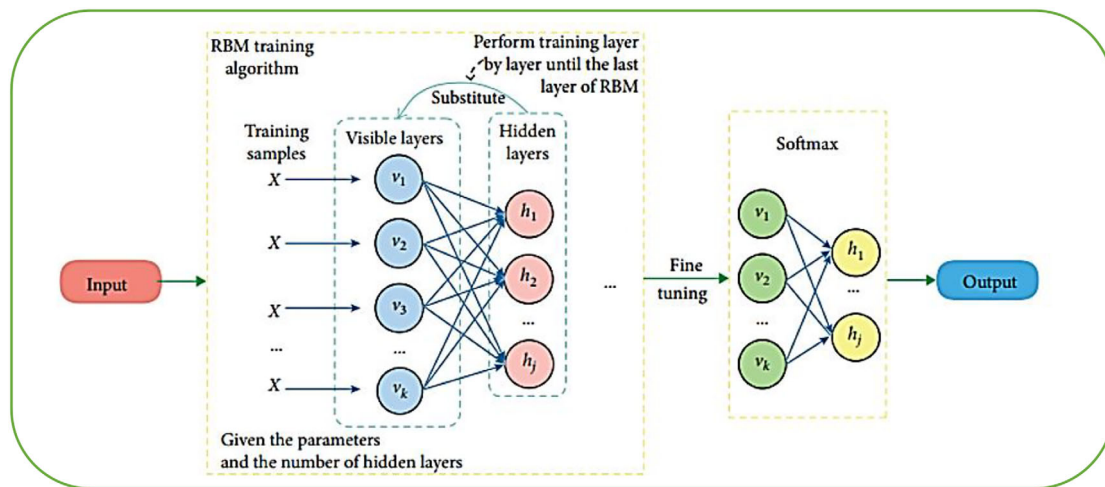 RBM training
algorithm
Perform training layer
by layer until the last
layer of RBM
Substitute
Training
samples
Visible layers
Hidden
layers
X
X
X
...
X
v1
v2
v3
...
vk
h1
h2
...
hj
...
Given the parameters
and the number of hidden layers
Input
Fine
tuning
Softmax
v1
v2
...
vk
h1
...
hj
Output